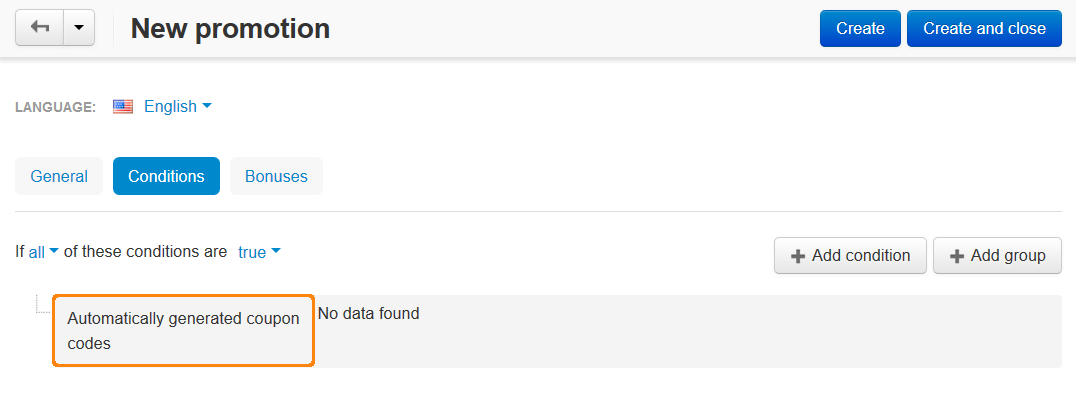 New promotion
Create
Create and close
LANGUAGE:
English
General
Conditions
Bonuses
If all of these conditions are true
Add condition
Add group
Automatically generated coupon
codes
No data found